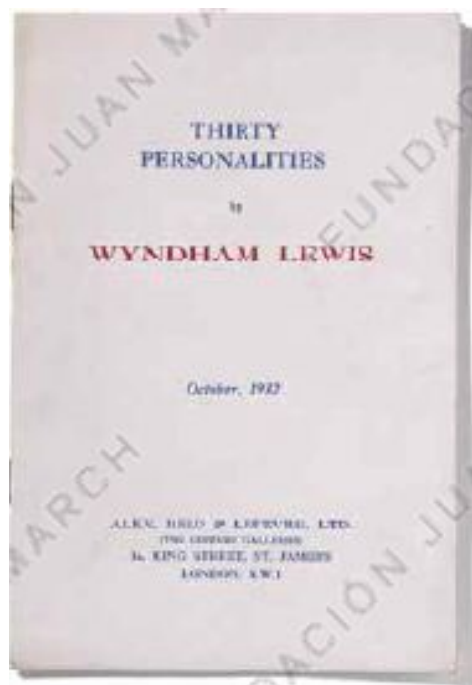 THIRTY
PERSONALITIES
by
WYNDHAM LEWIS
October, 1932
ALEX. REID & LEFEVRE, LTD.
KING STREET, ST. JAMES'S
LONDON, S.W.1
FUNDACIÓN JUAN MARCH